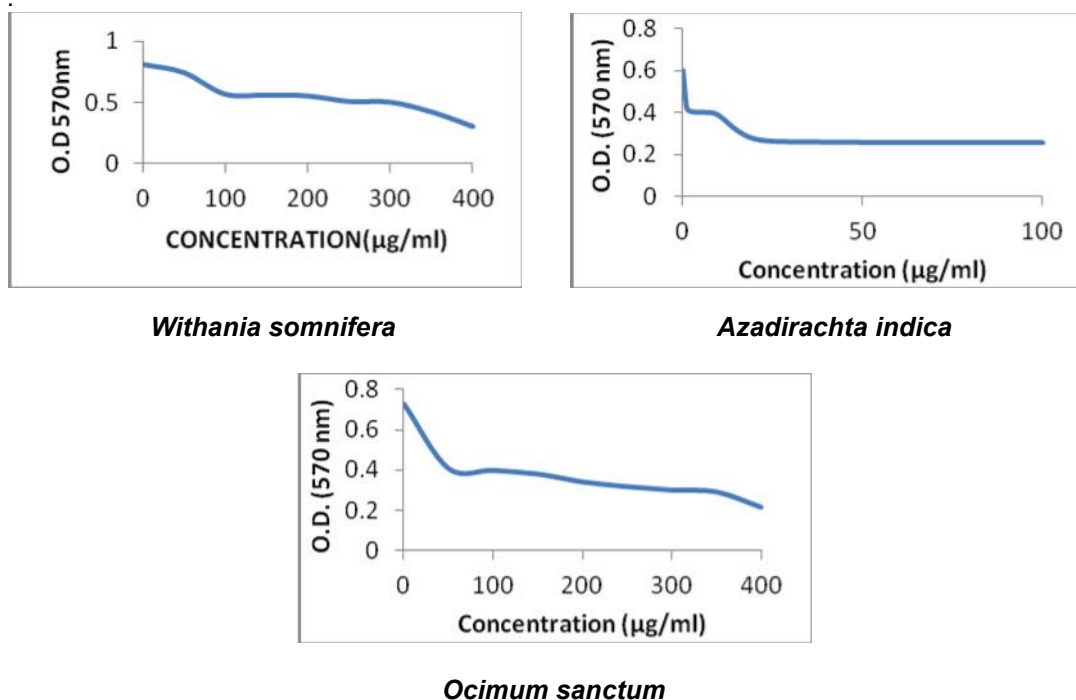 .
1
0.5
0
O.D 570nm
0 100 200 300 400
CONCENTRATION(µg/ml)
Withania somnifera
0.8
0.6
0.4
0.2
0
O.D. (570 nm)
0 50 100
Concentration (µg/ml)
Azadirachta indica
0.8
0.6
0.4
0.2
0
O.D. (570 nm)
0 100 200 300 400
Concentration (µg/ml)
Ocimum sanctum